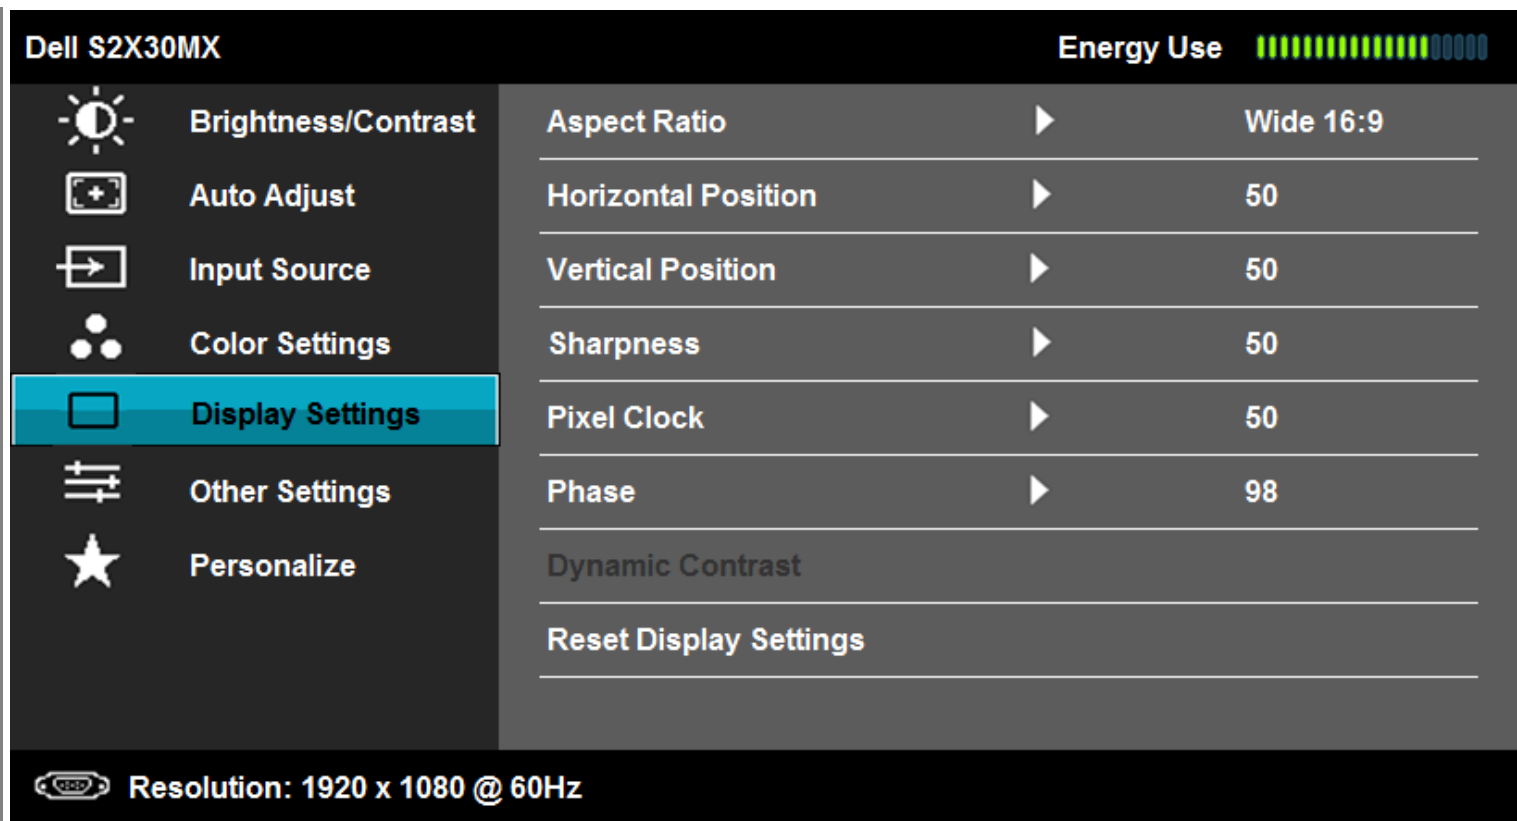 Dell S2X30MX
Energy Use
Brightness/Contrast
Aspect Ratio Wide 16:9
Auto Adjust
Horizontal Position 50
Input Source
Vertical Position 50
Color Settings
Sharpness 50
Display Settings
Pixel Clock 50
Other Settings
Phase 98
Personalize
Dynamic Contrast
Reset Display Settings
Resolution: 1920 x 1080 @ 60Hz